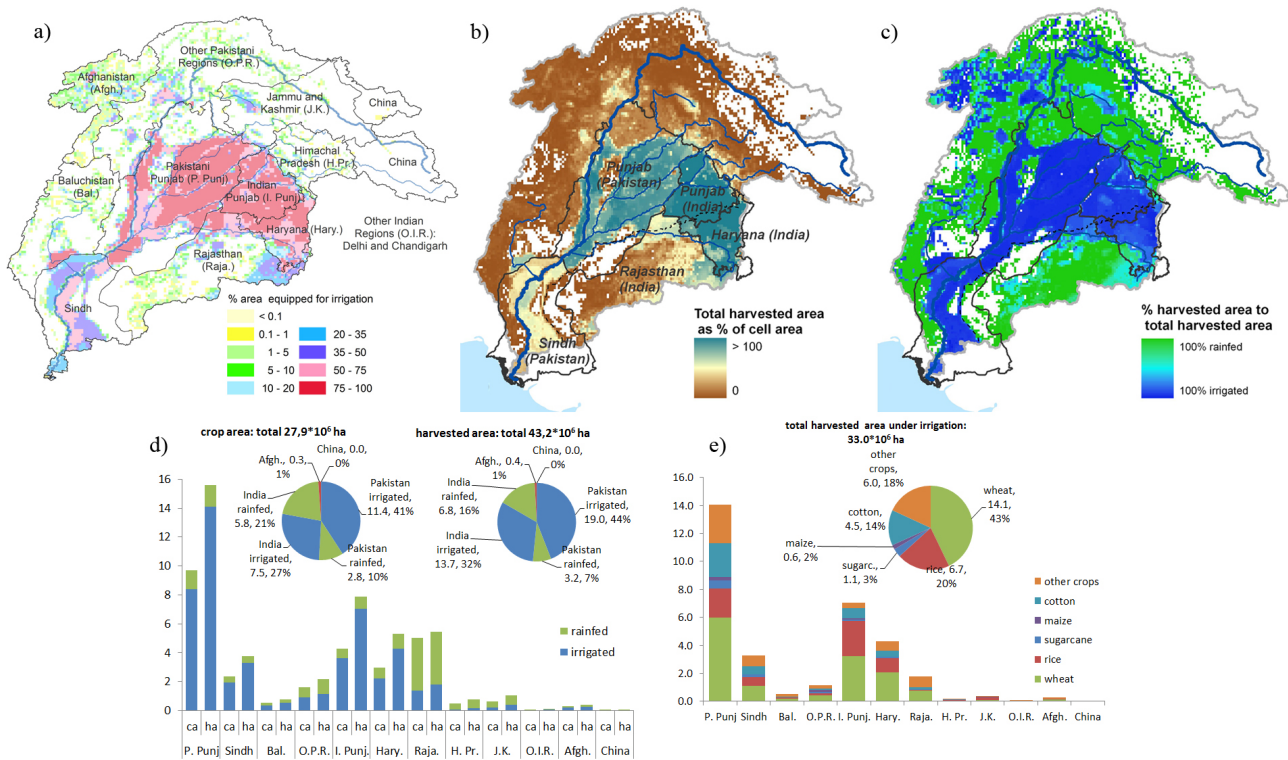 a)
Other Pakistani
Regions (O.P.R.)
Afghanistan
(Afgh.)
China
Jammu and
Kashmir (J.K.)
Himachal
Pradesh (H.Pr.)
China
Pakistani
Punjab (P. Punj)
Baluchistan
(Bal.)
Indian
Punjab (I. Punj)
Other Indian
Regions (O.I.R.):
Delhi and Chandigarh
Haryana (Hary.)
Rajasthan
(Raja.)
Sindh
% area equipped for irrigation
< 0.1
0.1 - 1
1 - 5
5 - 10
10 - 20
20 - 35
35 - 50
50 - 75
75 - 100
b)
Punjab
(Pakistan)
Punjab
(India)
Haryana (India)
Rajasthan
(India)
Sindh
(Pakistan)
Total harvested area
as % of cell area
> 100
0
c)
% harvested area to
total harvested area
100% rainfed
100% irrigated
d)
crop area: total 27,9*10⁶ ha
China, 0.0,
0%
Afgh., 0.3,
1%
India
rainfed,
5.8, 21%
Pakistan
irrigated,
11.4, 41%
India
irrigated,
7.5, 27%
Pakistan
rainfed,
2.8, 10%
harvested area: total 43,2*10⁶ ha
China, 0.0,
0%
Afgh., 0.4,
1%
India
rainfed,
6.8, 16%
Pakistan
irrigated,
19.0, 44%
India
irrigated,
13.7, 32%
Pakistan
rainfed,
3.2, 7%
16
14
12
10
8
6
4
2
0
rainfed
irrigated
ca ha ca ha ca ha ca ha ca ha ca ha ca ha ca ha ca ha ca ha ca ha ca ha
P. Punj Sindh Bal. O.P.R. I. Punj. Hary. Raja. H. Pr. J.K. O.I.R. Afgh. China
e)
total harvested area under irrigation:
33.0*10⁶ ha
other
crops,
6.0, 18%
wheat,
14.1,
43%
cotton,
4.5, 14%
maize,
0.6, 2%
sugarc.,
1.1, 3%
rice, 6.7,
20%
16.0
14.0
12.0
10.0
8.0
6.0
4.0
2.0
0.0
other crops
cotton
maize
sugarcane
rice
wheat
P. Punj Sindh Bal. O.P.R. I. Punj. Hary. Raja. H. Pr. J.K. O.I.R. Afgh. China